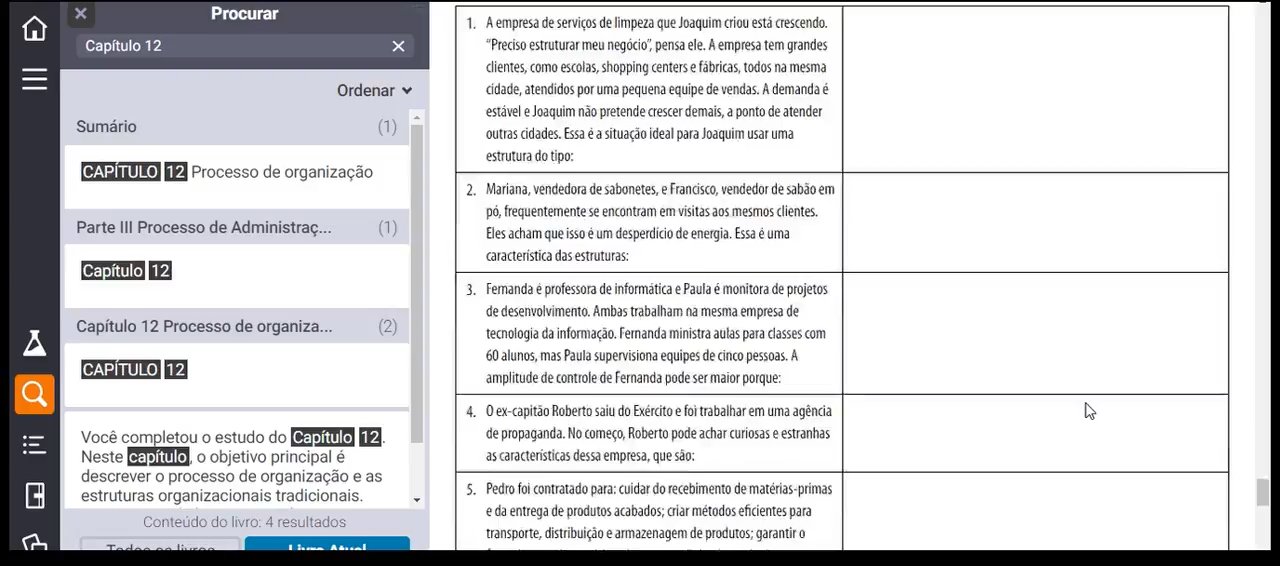 Procurar
Capítulo 12
Ordenar
Sumário (1)
CAPÍTULO 12 Processo de organização
Parte III Processo de Administraç... (1)
Capítulo 12
Capítulo 12 Processo de organiza... (2)
CAPÍTULO 12
Você completou o estudo do Capítulo 12.
Neste capítulo, o objetivo principal é
descrever o processo de organização e as
estruturas organizacionais tradicionais.
Conteúdo do livro: 4 resultados
Todos os livros Livro Atual
1. A empresa de serviços de limpeza que Joaquim criou está crescendo.
“Preciso estruturar meu negócio”, pensa ele. A empresa tem grandes
clientes, como escolas, shopping centers e fábricas, todos na mesma
cidade, atendidos por uma pequena equipe de vendas. A demanda é
estável e Joaquim não pretende crescer demais, a ponto de atender
outras cidades. Essa é a situação ideal para Joaquim usar uma
estrutura do tipo:
2. Mariana, vendedora de sabonetes, e Francisco, vendedor de sabão em
pó, frequentemente se encontram em visitas aos mesmos clientes.
Eles acham que isso é um desperdício de energia. Essa é uma
característica das estruturas:
3. Fernanda é professora de informática e Paula é monitora de projetos
de desenvolvimento. Ambas trabalham na mesma empresa de
tecnologia da informação. Fernanda ministra aulas para classes com
60 alunos, mas Paula supervisiona equipes de cinco pessoas. A
amplitude de controle de Fernanda pode ser maior porque:
4. O ex-capitão Roberto saiu do Exército e foi trabalhar em uma agência
de propaganda. No começo, Roberto pode achar curiosas e estranhas
as características dessa empresa, que são:
5. Pedro foi contratado para: cuidar do recebimento de matérias-primas
e da entrega de produtos acabados; criar métodos eficientes para
transporte, distribuição e armazenagem de produtos; garantir o